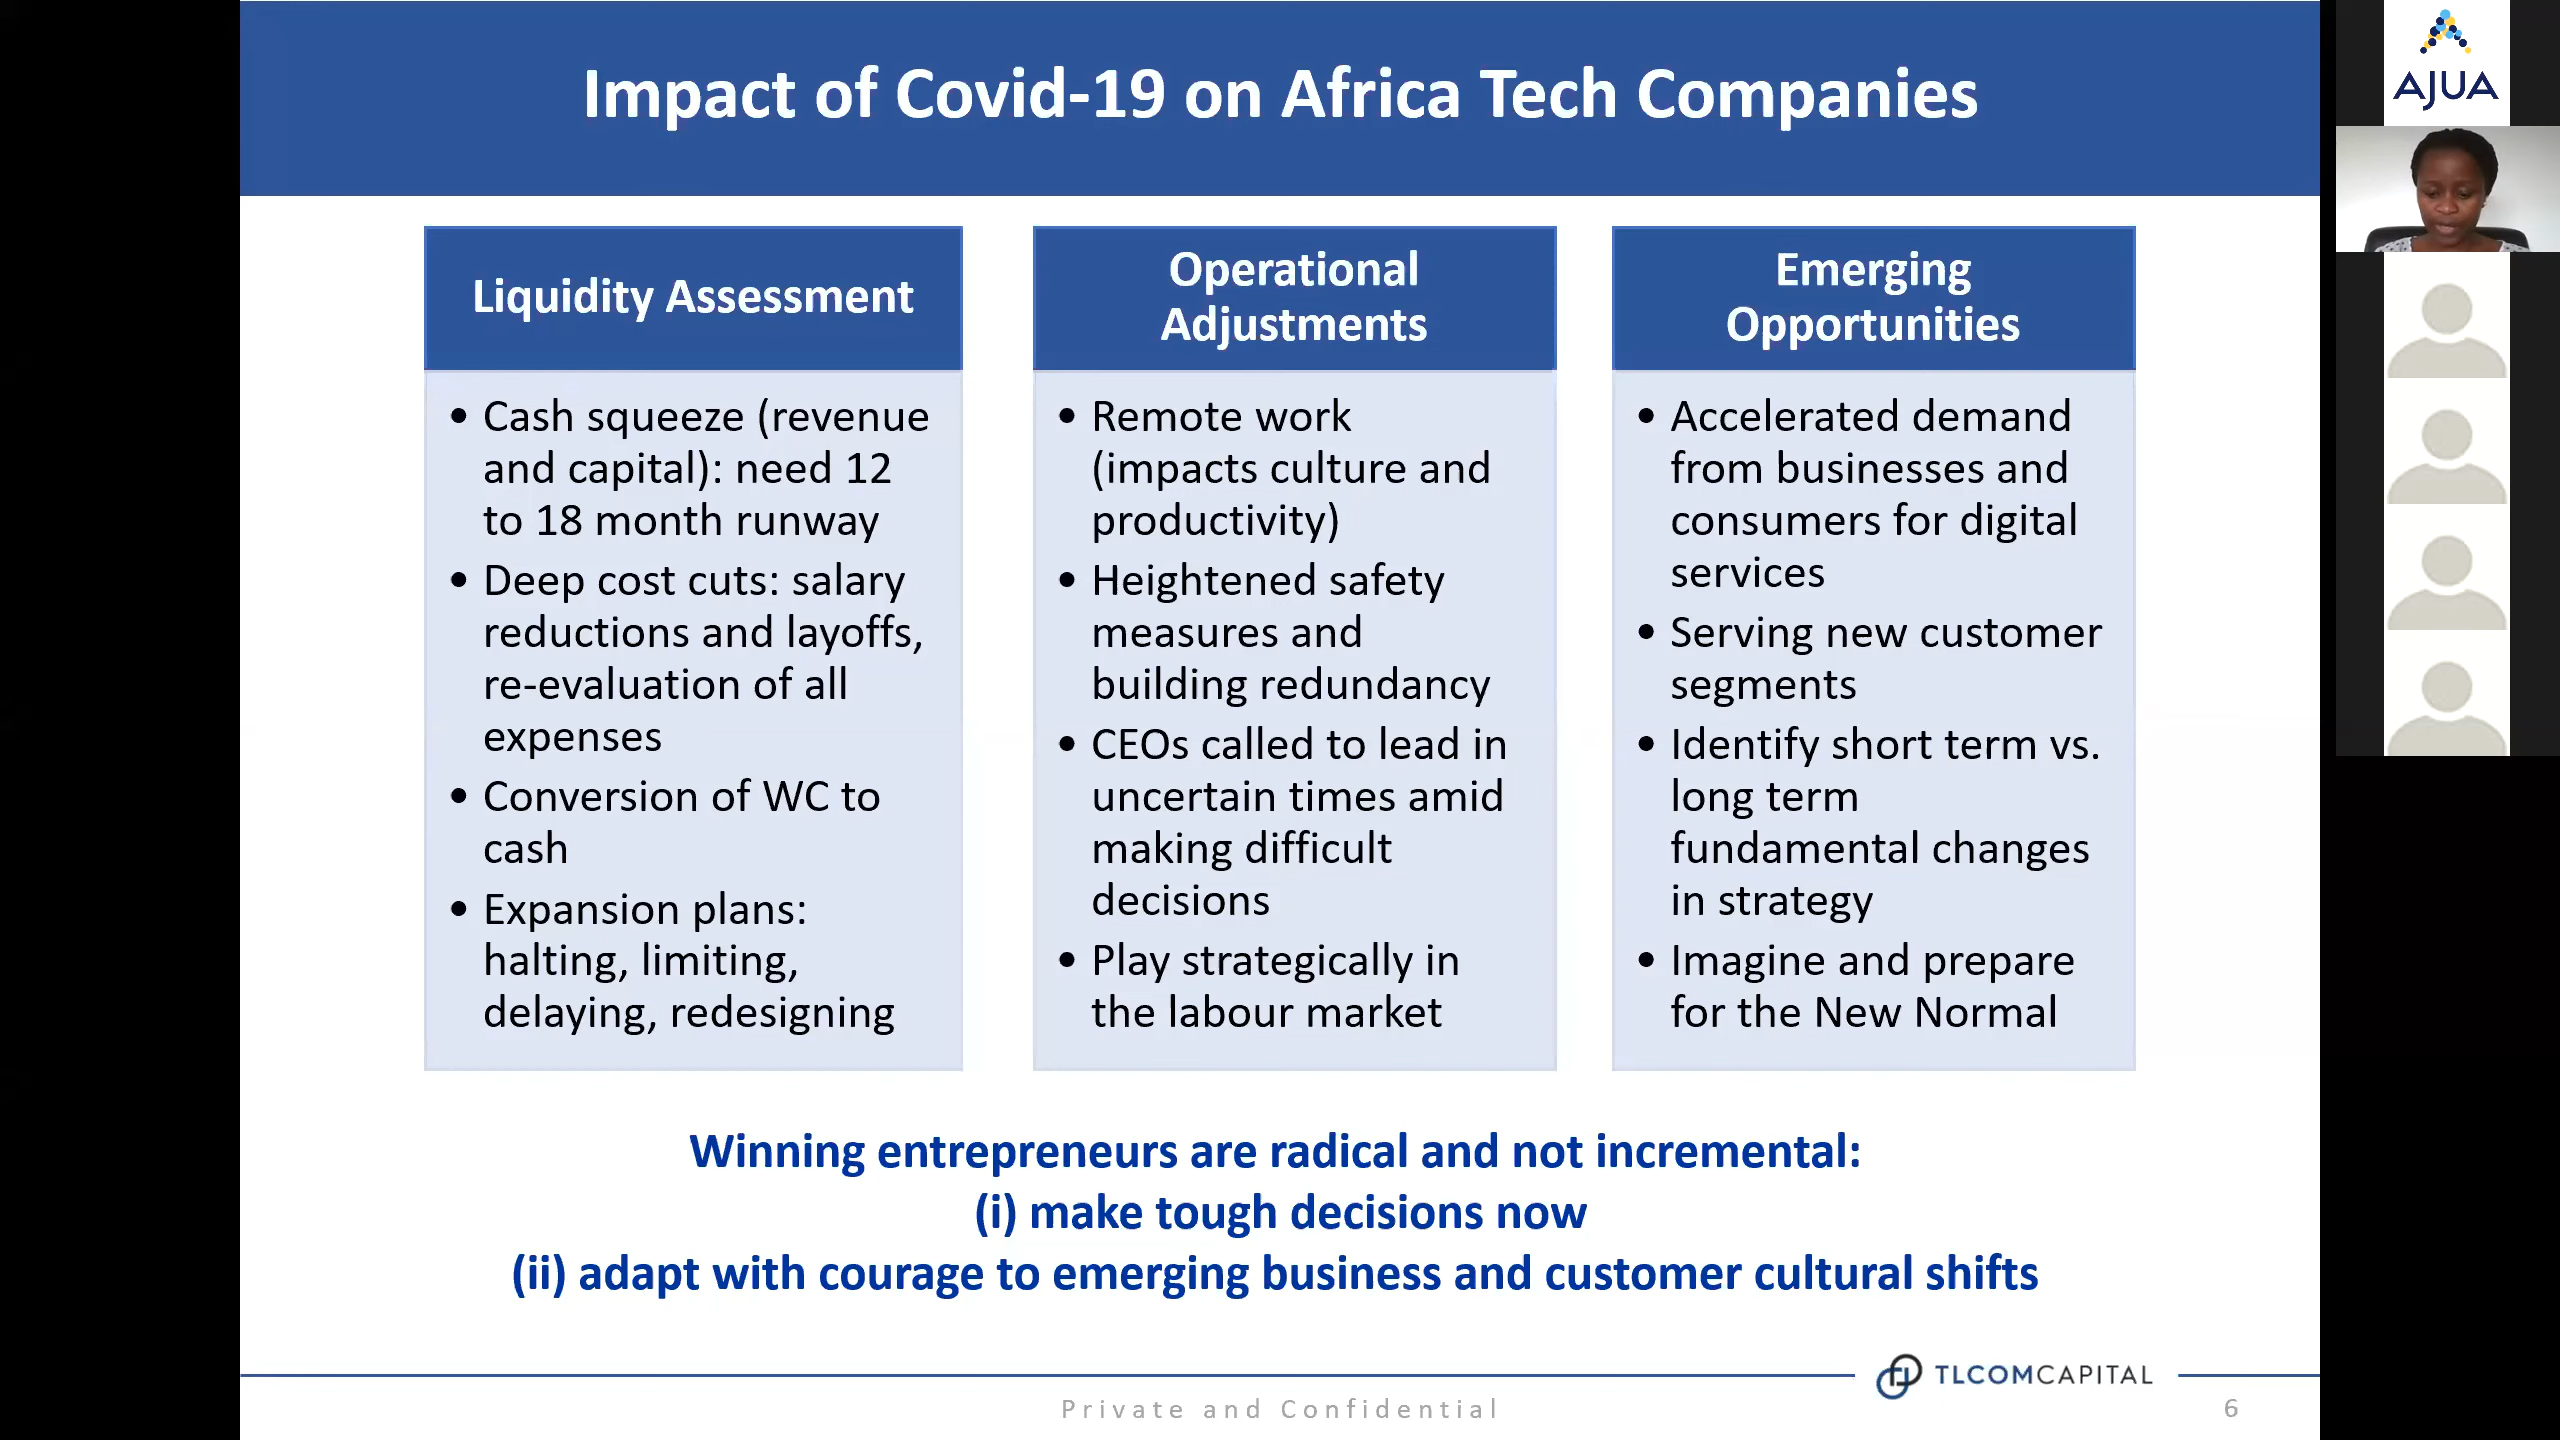 Impact of Covid-19 on Africa Tech Companies
AJUA
Liquidity Assessment
• Cash squeeze (revenue
and capital): need 12
to 18 month runway
• Deep cost cuts: salary
reductions and layoffs,
re-evaluation of all
expenses
• Conversion of WC to
cash
• Expansion plans:
halting, limiting,
delaying, redesigning
Operational
Adjustments
• Remote work
(impacts culture and
productivity)
• Heightened safety
measures and
building redundancy
• CEOs called to lead in
uncertain times amid
making difficult
decisions
• Play strategically in
the labour market
Emerging
Opportunities
• Accelerated demand
from businesses and
consumers for digital
services
• Serving new customer
segments
• Identify short term vs.
long term
fundamental changes
in strategy
• Imagine and prepare
for the New Normal
Winning entrepreneurs are radical and not incremental:
(i) make tough decisions now
(ii) adapt with courage to emerging business and customer cultural shifts
TLCOMCAPITAL
Private and Confidential
6